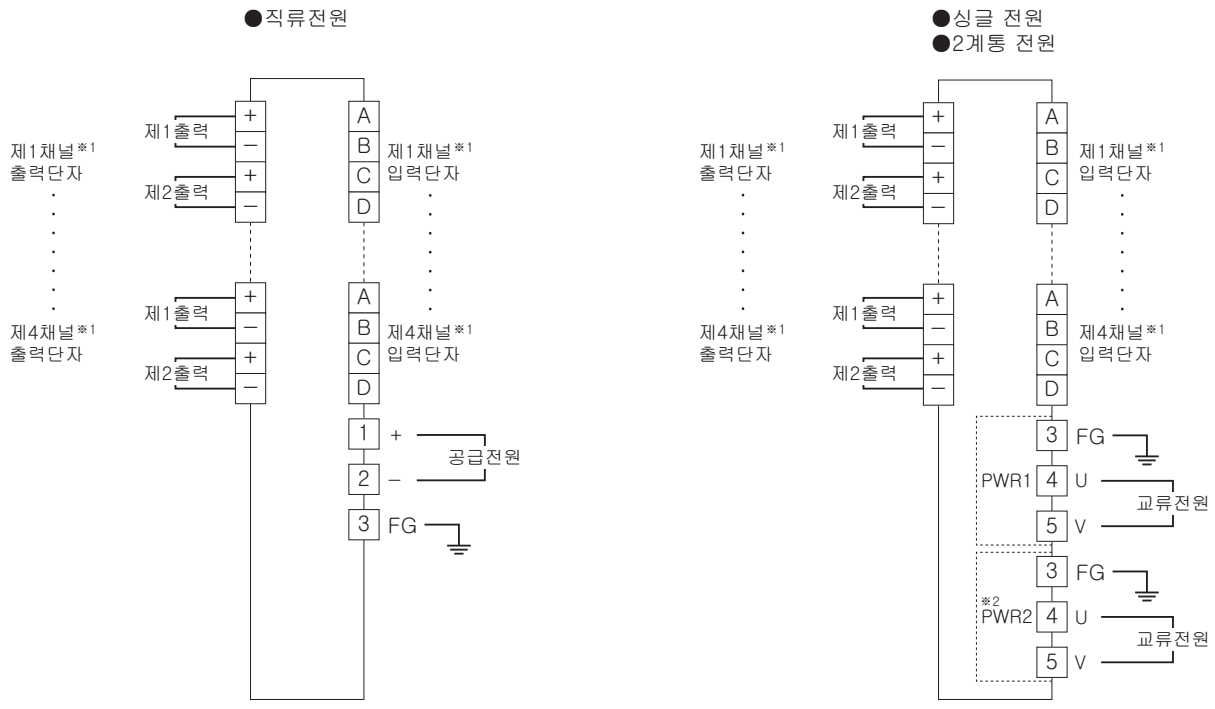 ●직류전원
+
제1출력
−
+
제2출력
−
제1채널※1
출력단자
A
B
C
D
제1채널※1
입력단자
+
제1출력
−
+
제2출력
−
제4채널※1
출력단자
A
B
C
D
제4채널※1
입력단자
1 +
공급전원
2 −
3 FG
●싱글 전원
●2계통 전원
+
제1출력
−
+
제2출력
−
제1채널※1
출력단자
A
B
C
D
제1채널※1
입력단자
+
제1출력
−
+
제2출력
−
제4채널※1
출력단자
A
B
C
D
제4채널※1
입력단자
3 FG
PWR1 4 U
교류전원
5 V
3 FG
※2
PWR2 4 U
교류전원
5 V